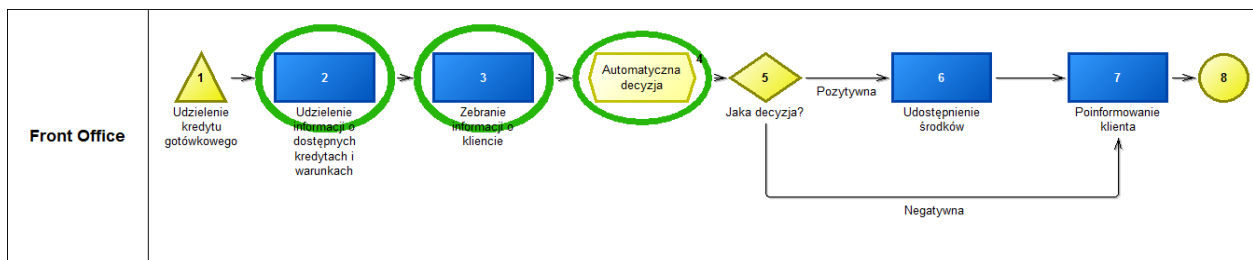 Front Office
1
Udzielenie
kredytu
gotówkowego
2
Udzielenie
informacji o
dostępnych
kredytach i
warunkach
3
Zebranie
informacji o
kliencie
4
Automatyczna
decyzja
5
Jaka decyzja?
Pozytywna
Negatywna
6
Udostępnienie
środków
7
Poinformowanie
klienta
8